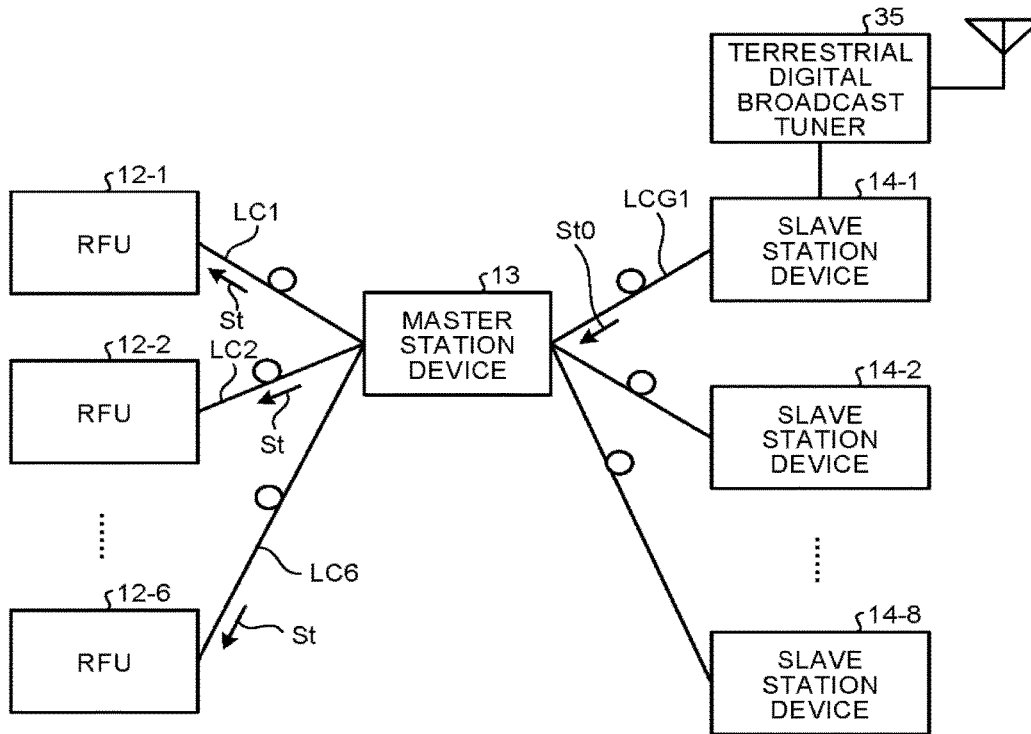 35
TERRESTRIAL
DIGITAL
BROADCAST
TUNER
12-1
RFU
LC1
St
LCG1
St0
14-1
SLAVE
STATION
DEVICE
13
MASTER
STATION
DEVICE
12-2
RFU
LC2
St
14-2
SLAVE
STATION
DEVICE
LC6
12-6
RFU
St
14-8
SLAVE
STATION
DEVICE